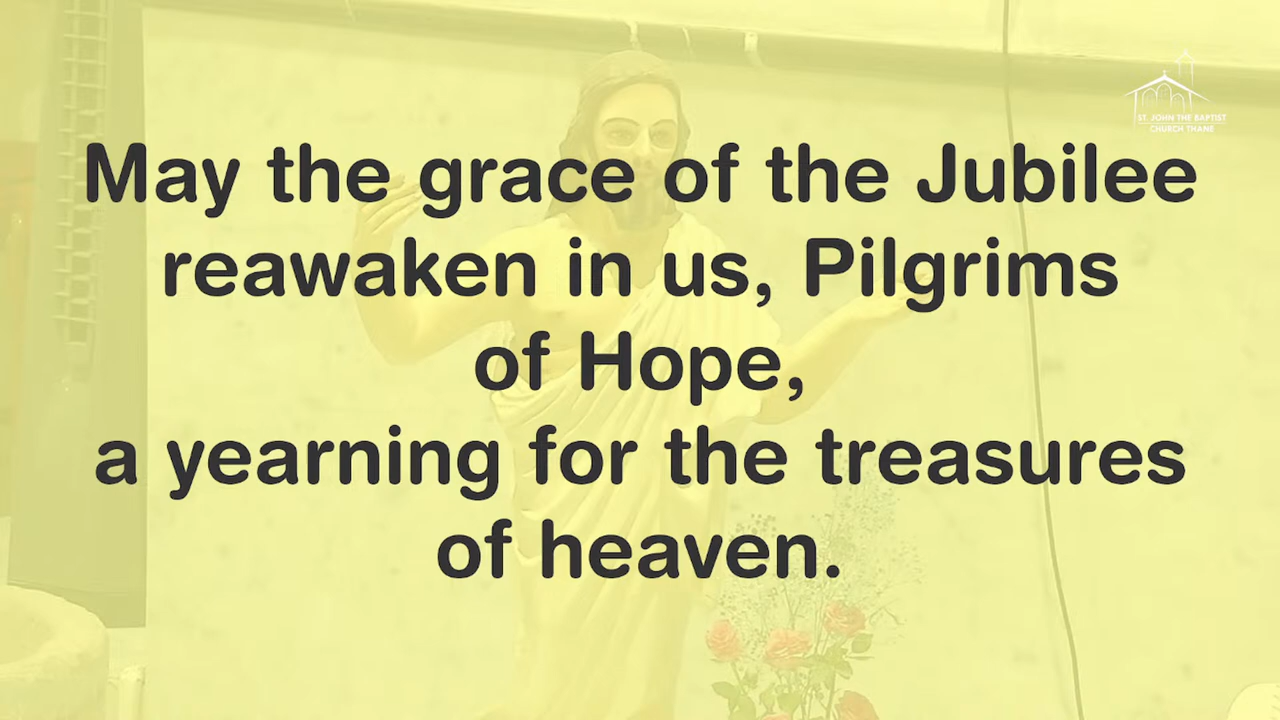 ST. JOHN THE BAPTIST
CHURCH THANE
May the grace of the Jubilee
reawaken in us, Pilgrims
of Hope,
a yearning for the treasures
of heaven.